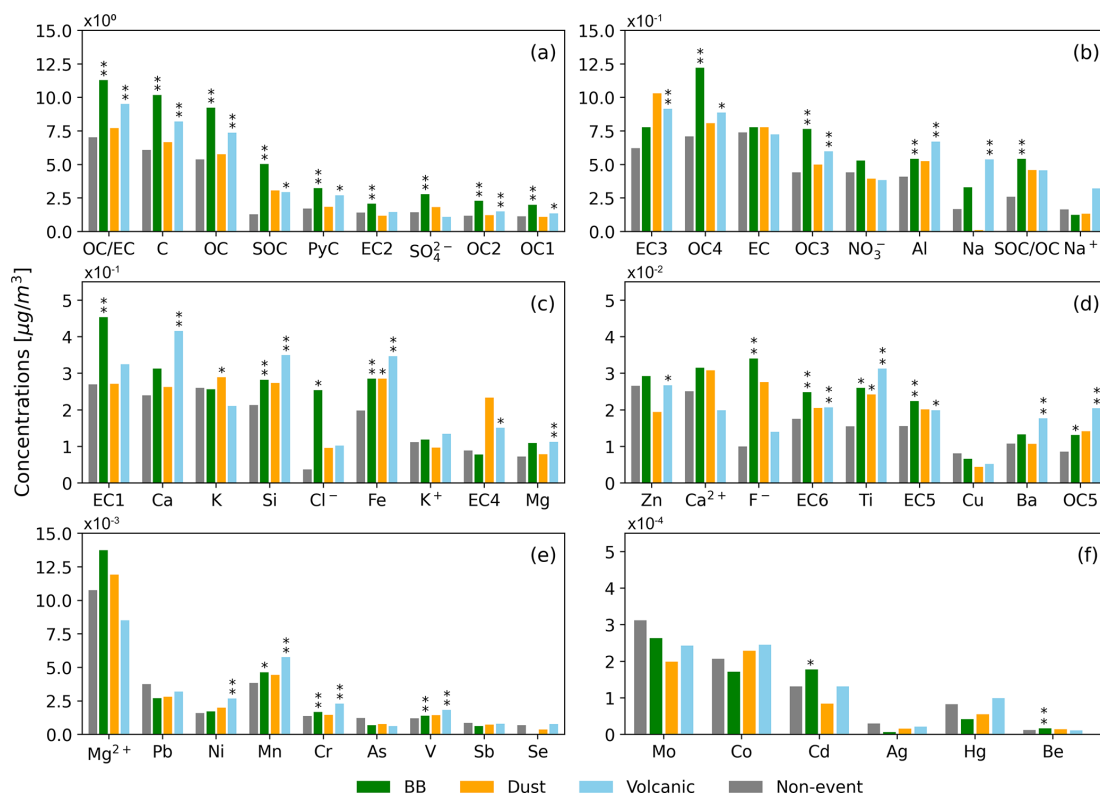 x10⁰
(a)
15.0
12.5
10.0
7.5
5.0
2.5
0.0
** ** ** ** ** ** ** * ** * ** ** ** ** ** *
OC/EC C OC SOC PyC EC2 SO₄²⁻ OC2 OC1
x10⁻¹
(b)
15.0
12.5
10.0
7.5
5.0
2.5
0.0
** ** * ** * ** ** ** **
EC3 OC4 EC OC3 NO₃⁻ Al Na SOC/OC Na⁺
Concentrations [μg/m³]
x10⁻¹
(c)
5
4
3
2
1
0
** ** * ** ** * ** * ** * **
EC1 Ca K Si Cl⁻ Fe K⁺ EC4 Mg
x10⁻²
(d)
5
4
3
2
1
0
* ** ** * * * ** ** * ** * **
Zn Ca²⁺ F⁻ EC6 Ti EC5 Cu Ba OC5
x10⁻³
(e)
15.0
12.5
10.0
7.5
5.0
2.5
0.0
** * ** ** ** ** **
Mg²⁺ Pb Ni Mn Cr As V Sb Se
x10⁻⁴
(f)
5
4
3
2
1
0
* **
Mo Co Cd Ag Hg Be
BB Dust Volcanic Non-event